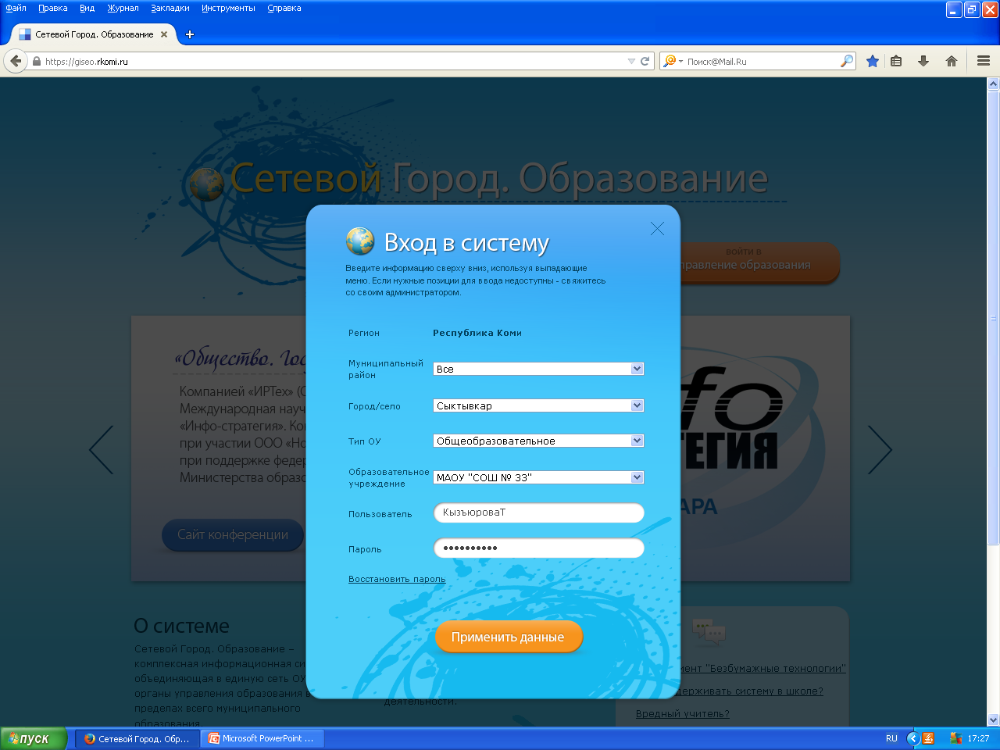 Файл Правка Вид Журнал Закладки Инструменты Справка
Сетевой Город. Образование
https://giseo.rkomi.ru
Поиск@Mail.Ru
Сетевой Город. Образование
войти в
правление образования
Вход в систему
Введите информацию сверху вниз, используя выпадающие
меню. Если нужные позиции для ввода недоступны - свяжитесь
со своим администратором.
Регион Республика Коми
Муниципальный
район
Все
Город/село Сыктывкар
Тип ОУ Общеобразовательное
Образовательное
учреждение
МАОУ "СОШ № 33"
Пользователь КызъюроваТ
Пароль ••••••••••
Восстановить пароль
Применить данные
«Общество. Гос
Компанией «ИРТех» (С
Международная науч
«Инфо-стратегия». Ко
при участии ООО «Но
при поддержке федер
Министерства образо
Сайт конференции
fo
ТЕГИЯ
АРА
О системе
Сетевой Город. Образование –
комплексная информационная си
объединяющая в единую сеть ОУ
органы управления образования в
пределах всего муниципального
образования.
деятельности.
мент "Безбумажные технологии"
держивать систему в школе?
Вредный учитель?
пуск
Сетевой Город. Обр...
Microsoft PowerPoint ...
RU
17:27